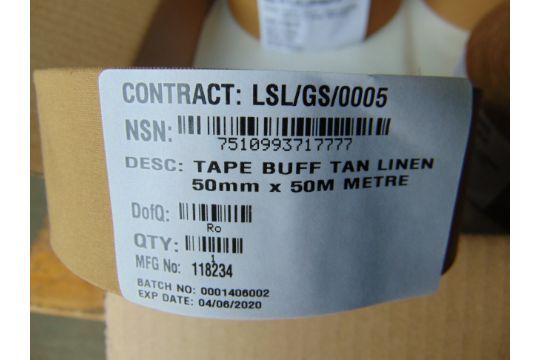 CONTRACT: LSL/GS/0005
NSN:
7510993717777
DESC: TAPE BUFF TAN LINEN
50mm x 50M METRE
DofQ:
Ro
QTY:
1
MFG No: 118234
BATCH NO: 0001406002
EXP DATE: 04/06/2020